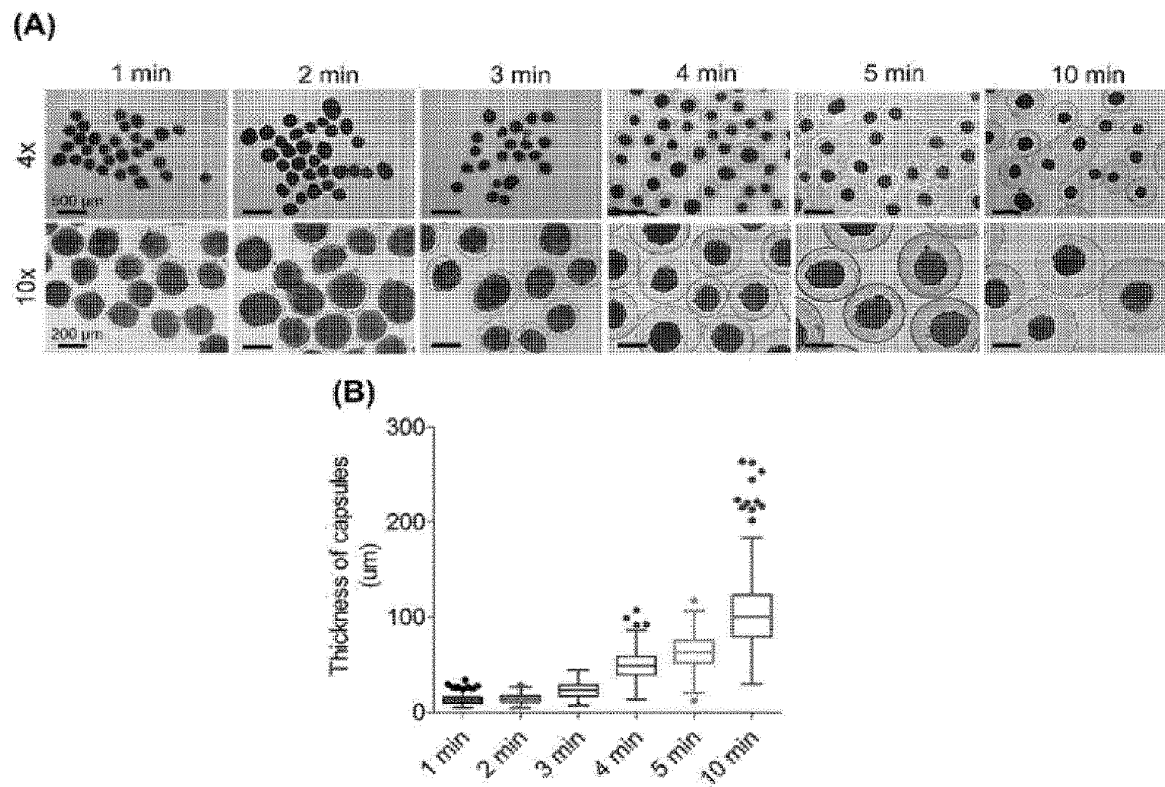 (A)
1 min 2 min 3 min 4 min 5 min 10 min
4x
500 µm
10x
200 µm
(B)
Thickness of capsules
(um)
300
200
100
0
1 min 2 min 3 min 4 min 5 min 10 min